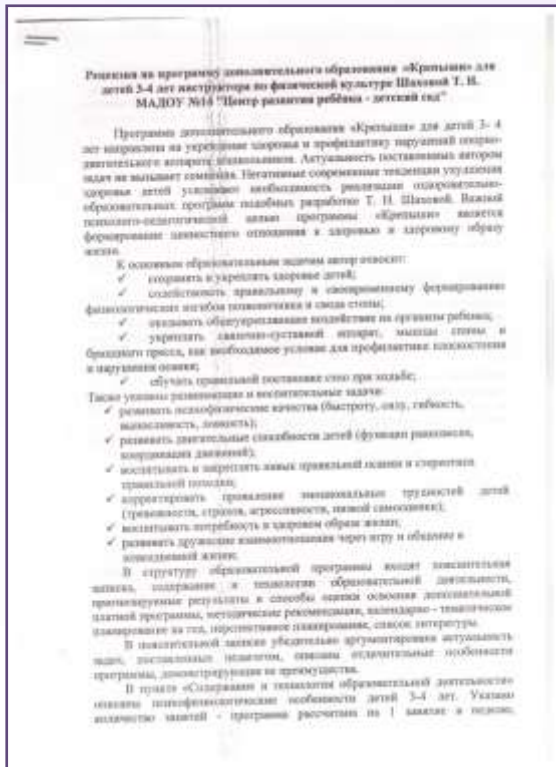 Рецензия на программу дополнительного образования «Крепыши» для
детей 3-4 лет инструктора по физической культуре Шаховой Т. Н.
МАДОУ №16 "Центр развития ребёнка - детский сад"
Программа дополнительного образования «Крепыши» для детей 3- 4
лет направлена на укрепление здоровья и профилактику нарушений опорно-
двигательного аппарата дошкольников. Актуальность поставленных автором
задач не вызывает сомнения. Негативные современные тенденции ухудшения
здоровья детей усиливают необходимость реализации оздоровительно-
образовательных программ подобных разработке Т. Н. Шаховой. Важной
психолого-педагогической целью программы «Крепыши» является
формирование ценностного отношения к здоровью и здоровому образу
жизни.
К основным образовательным задачам автор относит:
✓ сохранять и укреплять здоровье детей;
✓ содействовать правильному и своевременному формированию
физиологических изгибов позвоночника и свода стопы;
✓ оказывать общеукрепляющее воздействие на организм ребенка;
✓ укреплять связочно-суставной аппарат, мышцы спины и
брюшного пресса, как необходимое условие для профилактики плоскостопия
и нарушения осанки;
✓ обучать правильной постановке стоп при ходьбе;
Также указаны развивающие и воспитательные задачи:
✓ развивать психофизические качества (быстроту, силу, гибкость,
выносливость, ловкость);
✓ развивать двигательные способности детей (функции равновесия,
координации движений);
✓ воспитывать и закреплять навык правильной осанки и стереотипа
правильной походки;
✓ корректировать проявления эмоциональных трудностей детей
(тревожности, страхов, агрессивности, низкой самооценки);
✓ воспитывать потребность в здоровом образе жизни;
✓ развивать дружеские взаимоотношения через игру и общение в
повседневной жизни;
В структуру образовательной программы входят пояснительная
записка, содержание и технологии образовательной деятельности,
прогнозируемые результаты и способы оценки освоения дополнительной
платной программы, методические рекомендации, календарно - тематическое
планирование на год, перспективное планирование, список литературы.
В пояснительной записке убедительно аргументирована актуальность
задач, поставленных педагогом, описаны отличительные особенности
программы, демонстрирующие ее преимущества.
В пункте «Содержание и технологии образовательной деятельности»
описаны психофизиологические особенности детей 3-4 лет. Указано
количество занятий - программа рассчитана на 1 занятие в неделю,